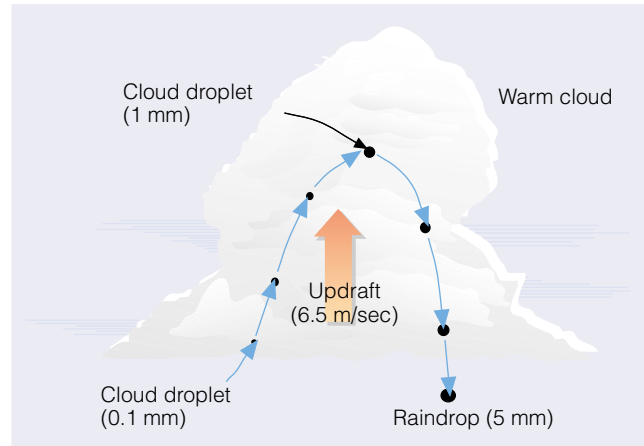 Cloud droplet
(1 mm)
Warm cloud
Updraft
(6.5 m/sec)
Cloud droplet
(0.1 mm)
Raindrop (5 mm)